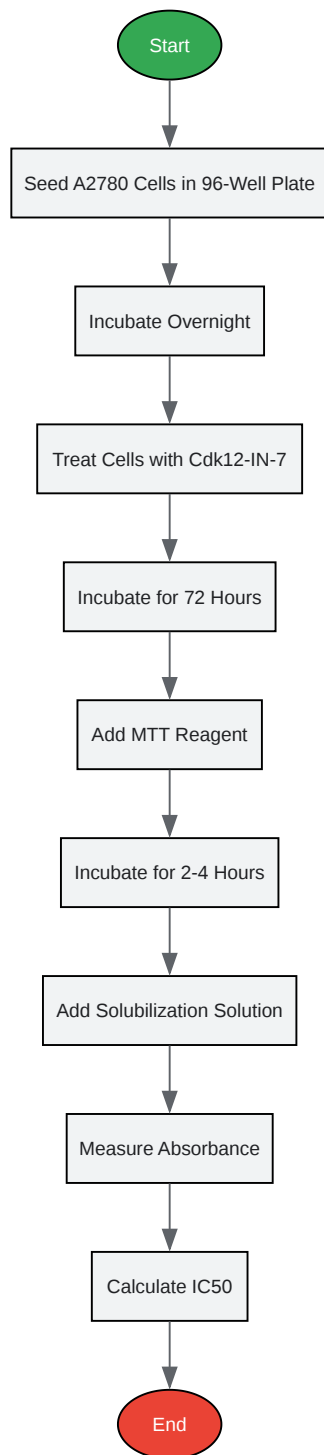 Start
Seed A2780 Cells in 96-Well Plate
Incubate Overnight
Treat Cells with Cdk12-IN-7
Incubate for 72 Hours
Add MTT Reagent
Incubate for 2-4 Hours
Add Solubilization Solution
Measure Absorbance
Calculate IC50
End